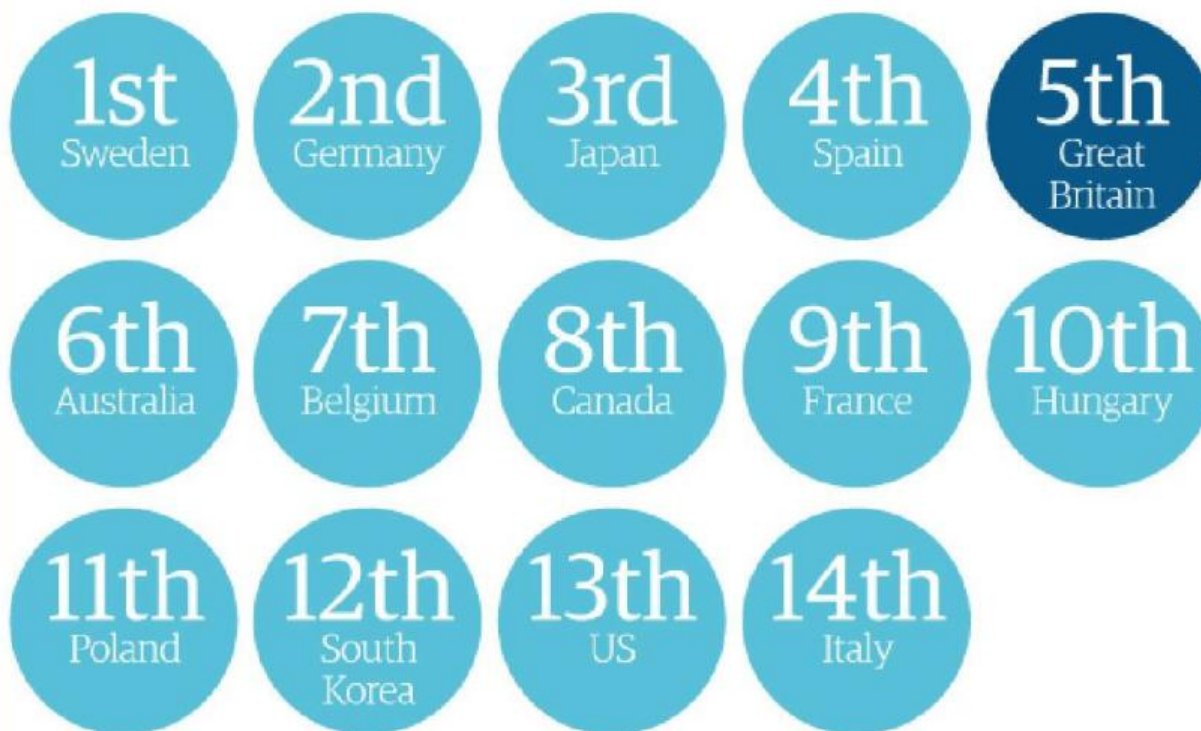 1st
Sweden
2nd
Germany
3rd
Japan
4th
Spain
5th
Great
Britain
6th
Australia
7th
Belgium
8th
Canada
9th
France
10th
Hungary
11th
Poland
12th
South
Korea
13th
US
14th
Italy